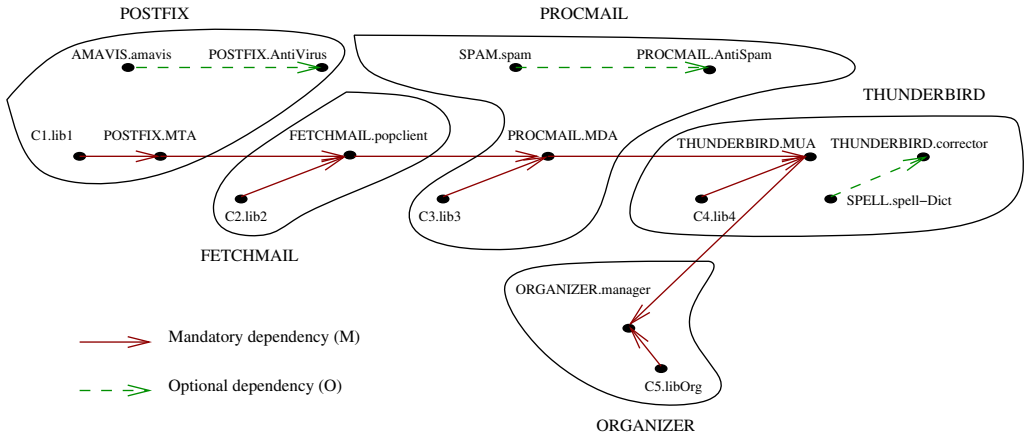 POSTFIX
PROCMAIL
AMAVIS.amavis
POSTFIX.AntiVirus
SPAM.spam
PROCMAIL.AntiSpam
THUNDERBIRD
C1.lib1
POSTFIX.MTA
FETCHMAIL.popclient
PROCMAIL.MDA
THUNDERBIRD.MUA
THUNDERBIRD.corrector
C2.lib2
C3.lib3
C4.lib4
SPELL.spell−Dict
FETCHMAIL
ORGANIZER.manager
Mandatory dependency (M)
Optional dependency (O)
C5.libOrg
ORGANIZER